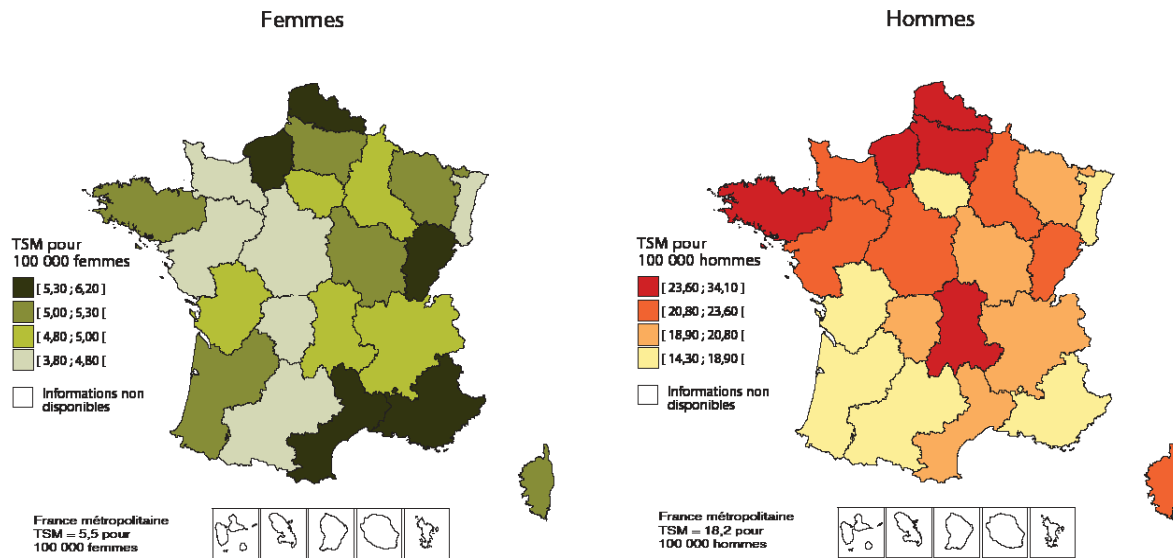 Femmes
TSM pour
100 000 femmes
[ 5,30 ; 6,20 ]
[ 5,00 ; 5,30 [
[ 4,80 ; 5,00 [
[ 3,80 ; 4,80 [
Informations non
disponibles
France métropolitaine
TSM = 5,5 pour
100 000 femmes
Hommes
TSM pour
100 000 hommes
[ 23,60 ; 34,10 ]
[ 20,80 ; 23,60 [
[ 18,90 ; 20,80 [
[ 14,30 ; 18,90 [
Informations non
disponibles
France métropolitaine
TSM = 18,2 pour
100 000 hommes